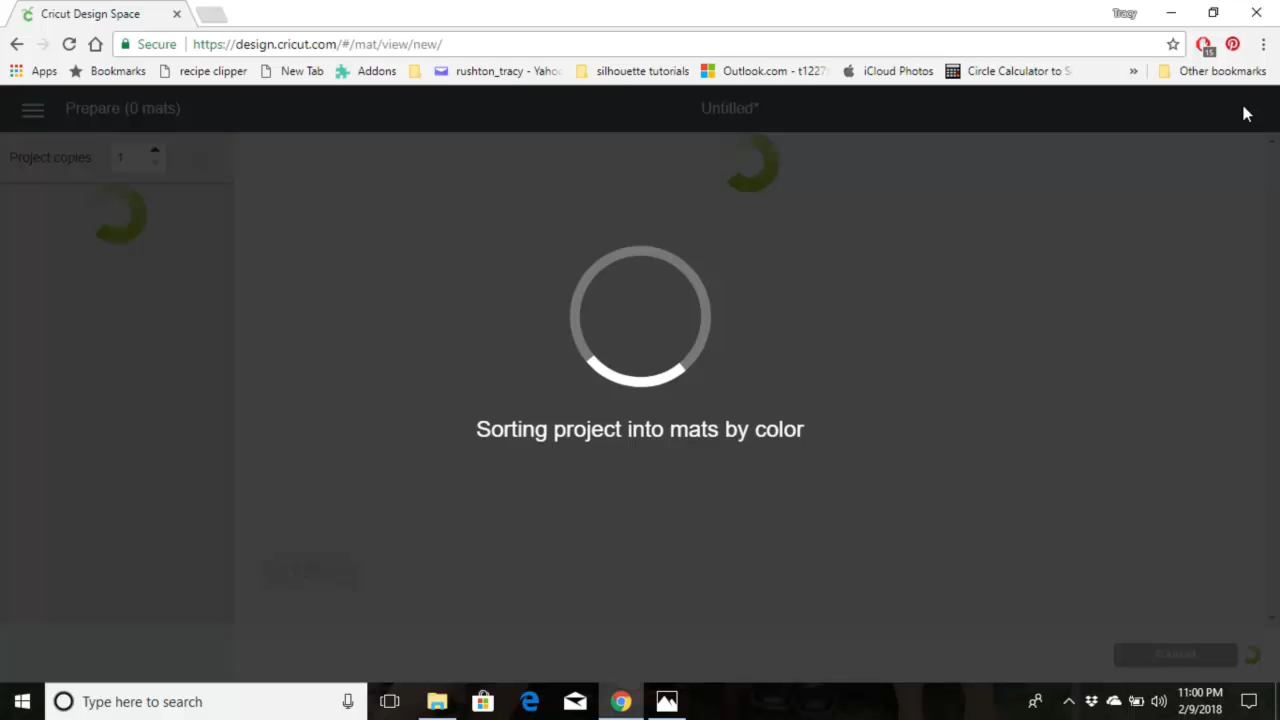 Cricut Design Space
Tracy
Secure
https://design.cricut.com/#/mat/view/new/
15
Apps
Bookmarks
recipe clipper
New Tab
Addons
rushton_tracy - Yahoo
silhouette tutorials
Outlook.com - t1227
iCloud Photos
Circle Calculator to S
»
Other bookmarks
Prepare (0 mats)
Untitled*
Project copies
1
Sorting project into mats by color
Type here to search
11:00 PM
2/9/2018